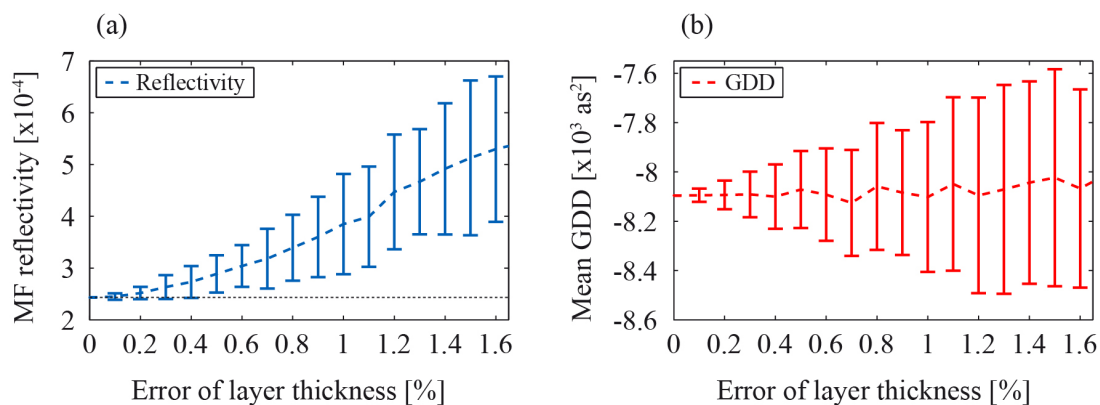 (a)
MF reflectivity [x10⁻⁴]
7
6
5
4
3
2
Reflectivity
0 0.2 0.4 0.6 0.8 1 1.2 1.4 1.6
Error of layer thickness [%]
(b)
Mean GDD [x10³ as²]
-7.6
-7.8
-8
-8.2
-8.4
-8.6
GDD
0 0.2 0.4 0.6 0.8 1 1.2 1.4 1.6
Error of layer thickness [%]